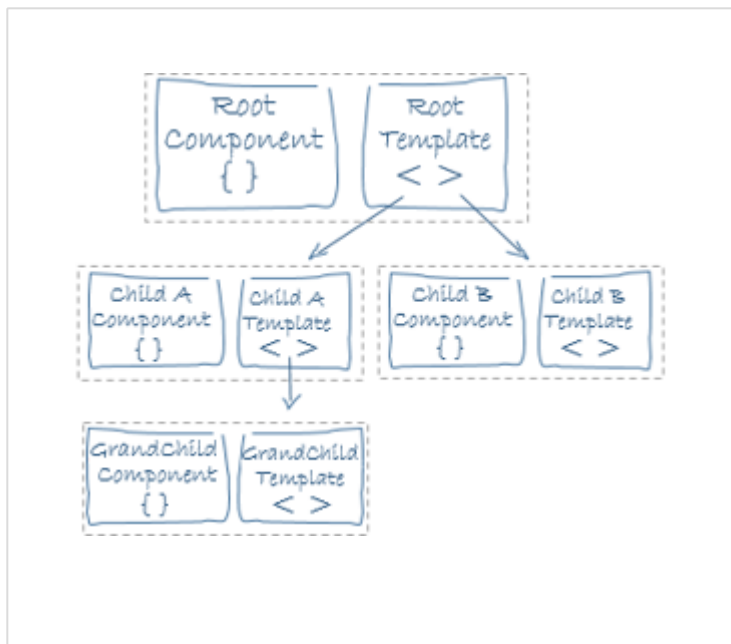 Root
Component
{ }
Root
Template
< >
Child A
Component
{ }
Child A
Template
< >
Child B
Component
{ }
Child B
Template
< >
GrandChild
Component
{ }
GrandChild
Template
< >